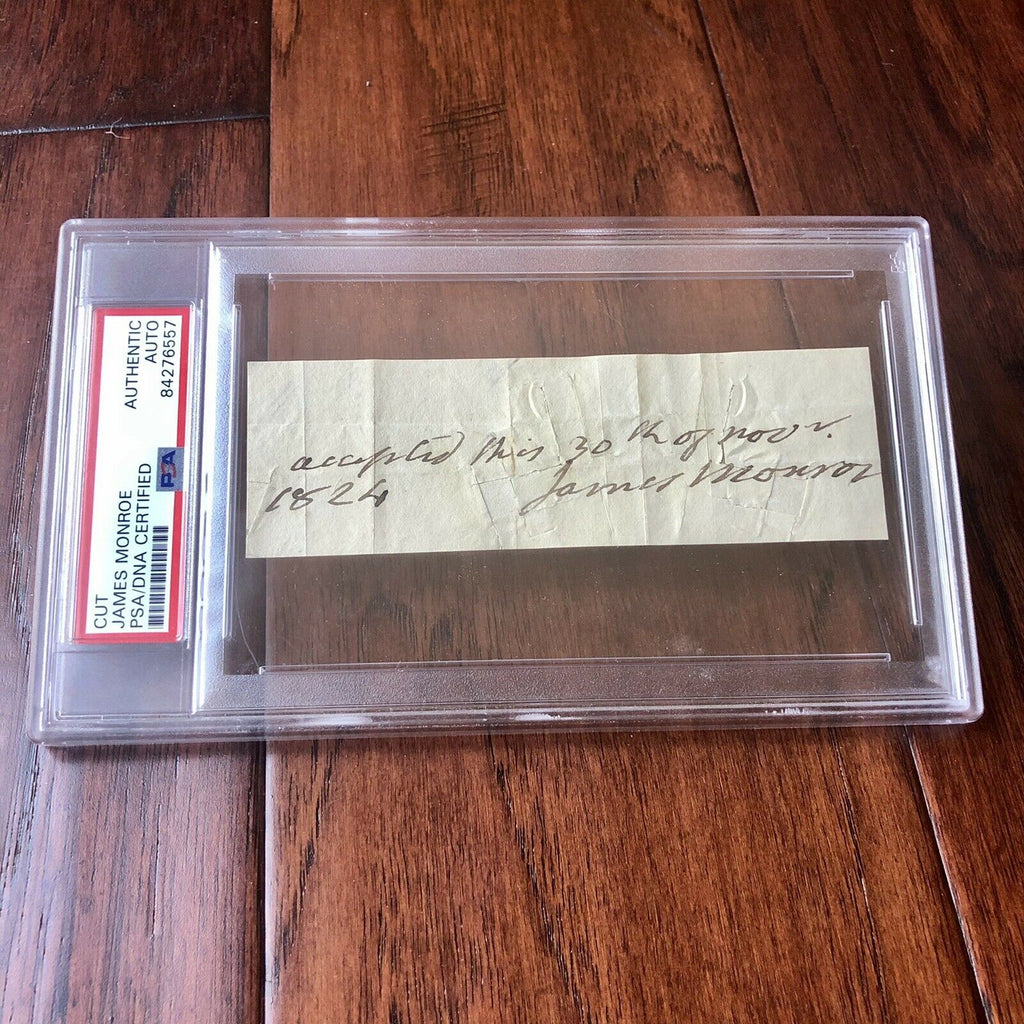 CUT
JAMES MONROE
PSA/DNA CERTIFIED
AUTHENTIC
AUTO
84276557
PSA
accepted this 30th of novr.
1824 James Monroe